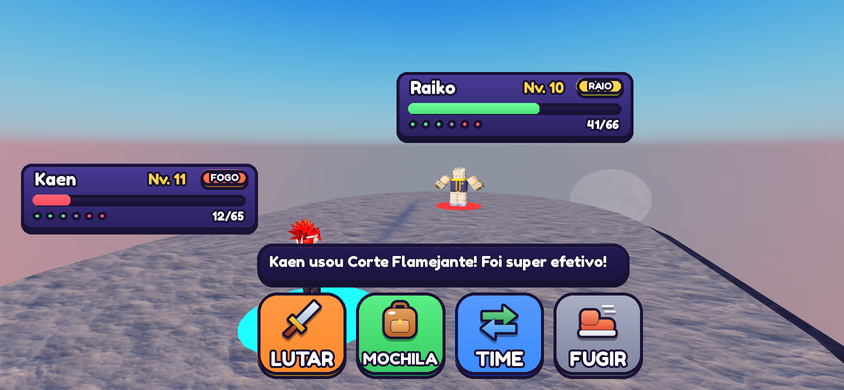 Raiko Nv. 10 RAIO
41/66
Kaen Nv. 11 FOGO
12/65
Kaen usou Corte Flamejante! Foi super efetivo!
LUTAR MOCHILA TIME FUGIR